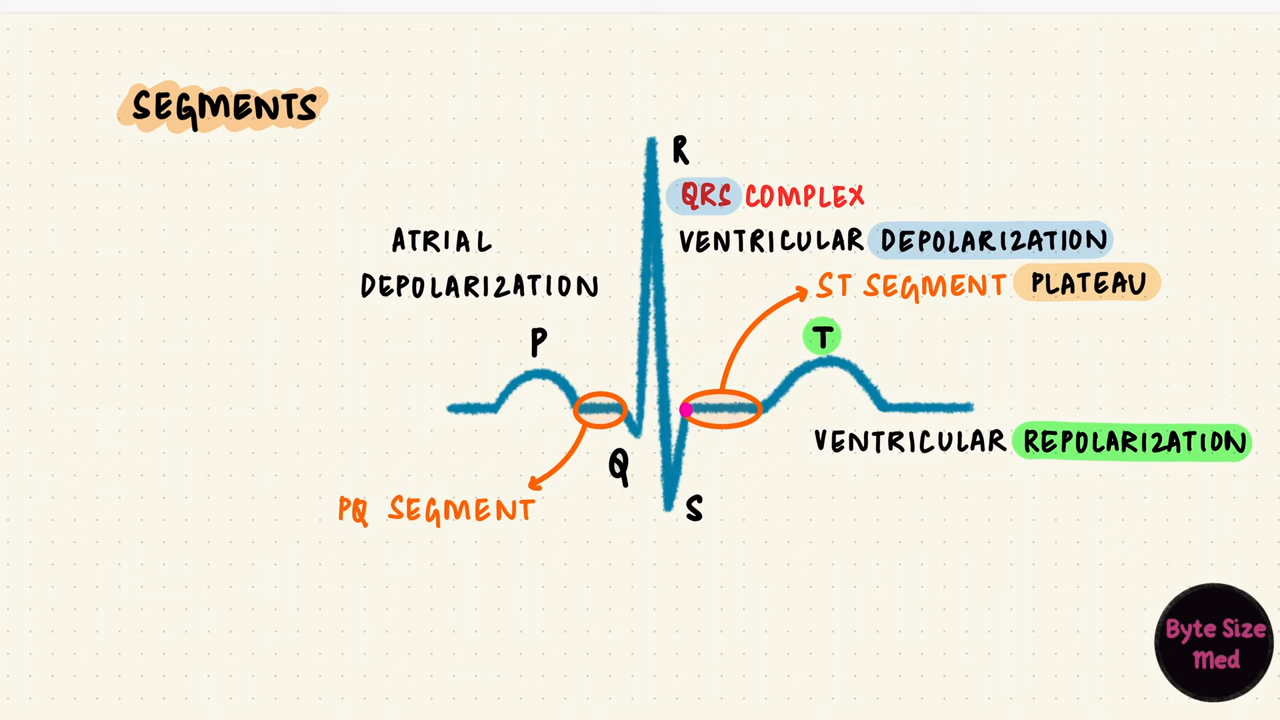 SEGMENTS
R
QRS COMPLEX
ATRIAL
DEPOLARIZATION
VENTRICULAR DEPOLARIZATION
ST SEGMENT PLATEAU
P
T
VENTRICULAR REPOLARIZATION
Q
PQ SEGMENT
S
Byte Size
Med